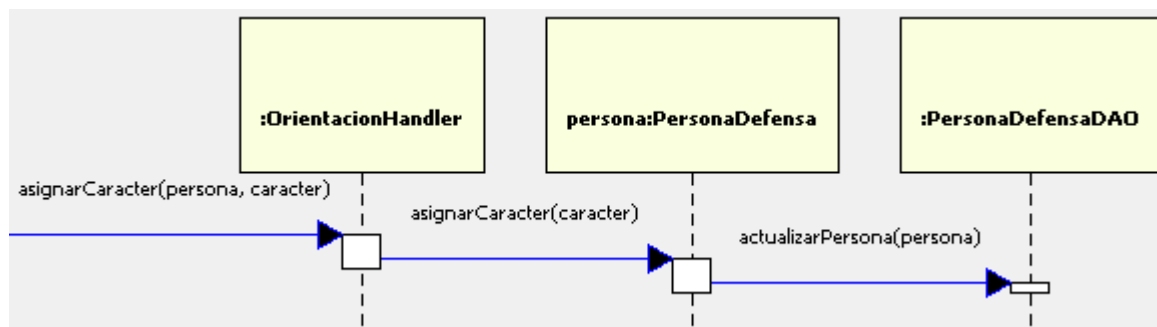 :OrientacionHandler
persona:PersonaDefensa
:PersonaDefensaDAO
asignarCaracter(persona, caracter)
asignarCaracter(caracter)
actualizarPersona(persona)